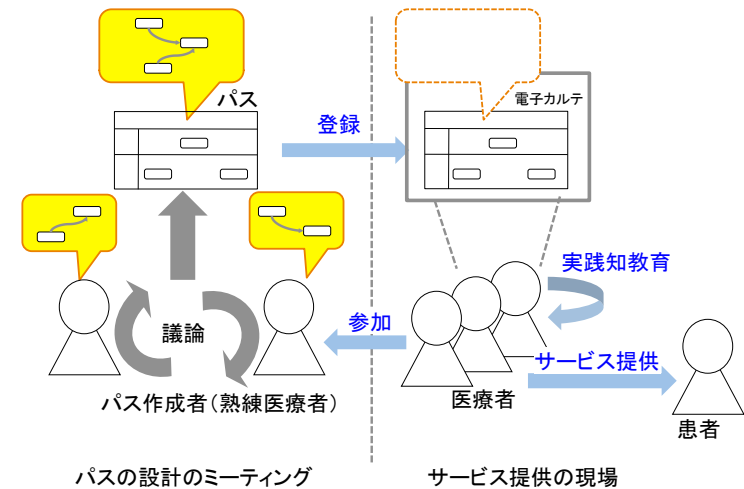 パス
電子カルテ
登録
実践知教育
議論
参加
サービス提供
パス作成者（熟練医療者）
医療者
患者
パスの設計のミーティング
サービス提供の現場